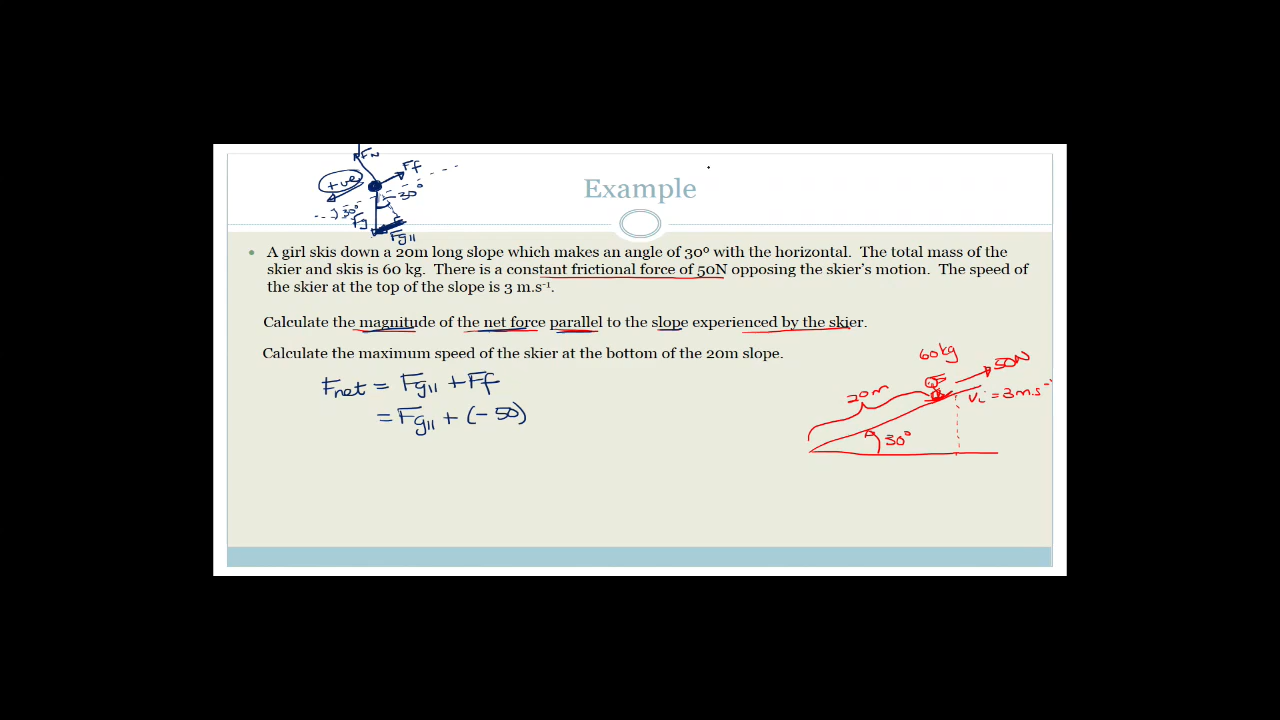 FN
Ff
+ve
30°
30°
Fg
Fg||
Example
• A girl skis down a 20m long slope which makes an angle of 30° with the horizontal. The total mass of the
skier and skis is 60 kg. There is a constant frictional force of 50N opposing the skier's motion. The speed of
the skier at the top of the slope is 3 m.s⁻¹.
Calculate the magnitude of the net force parallel to the slope experienced by the skier.
Calculate the maximum speed of the skier at the bottom of the 20m slope.
Fnet = Fg|| + Ff
= Fg|| + (- 50)
60kg
50N
20m
vi = 3m.s⁻¹
30°